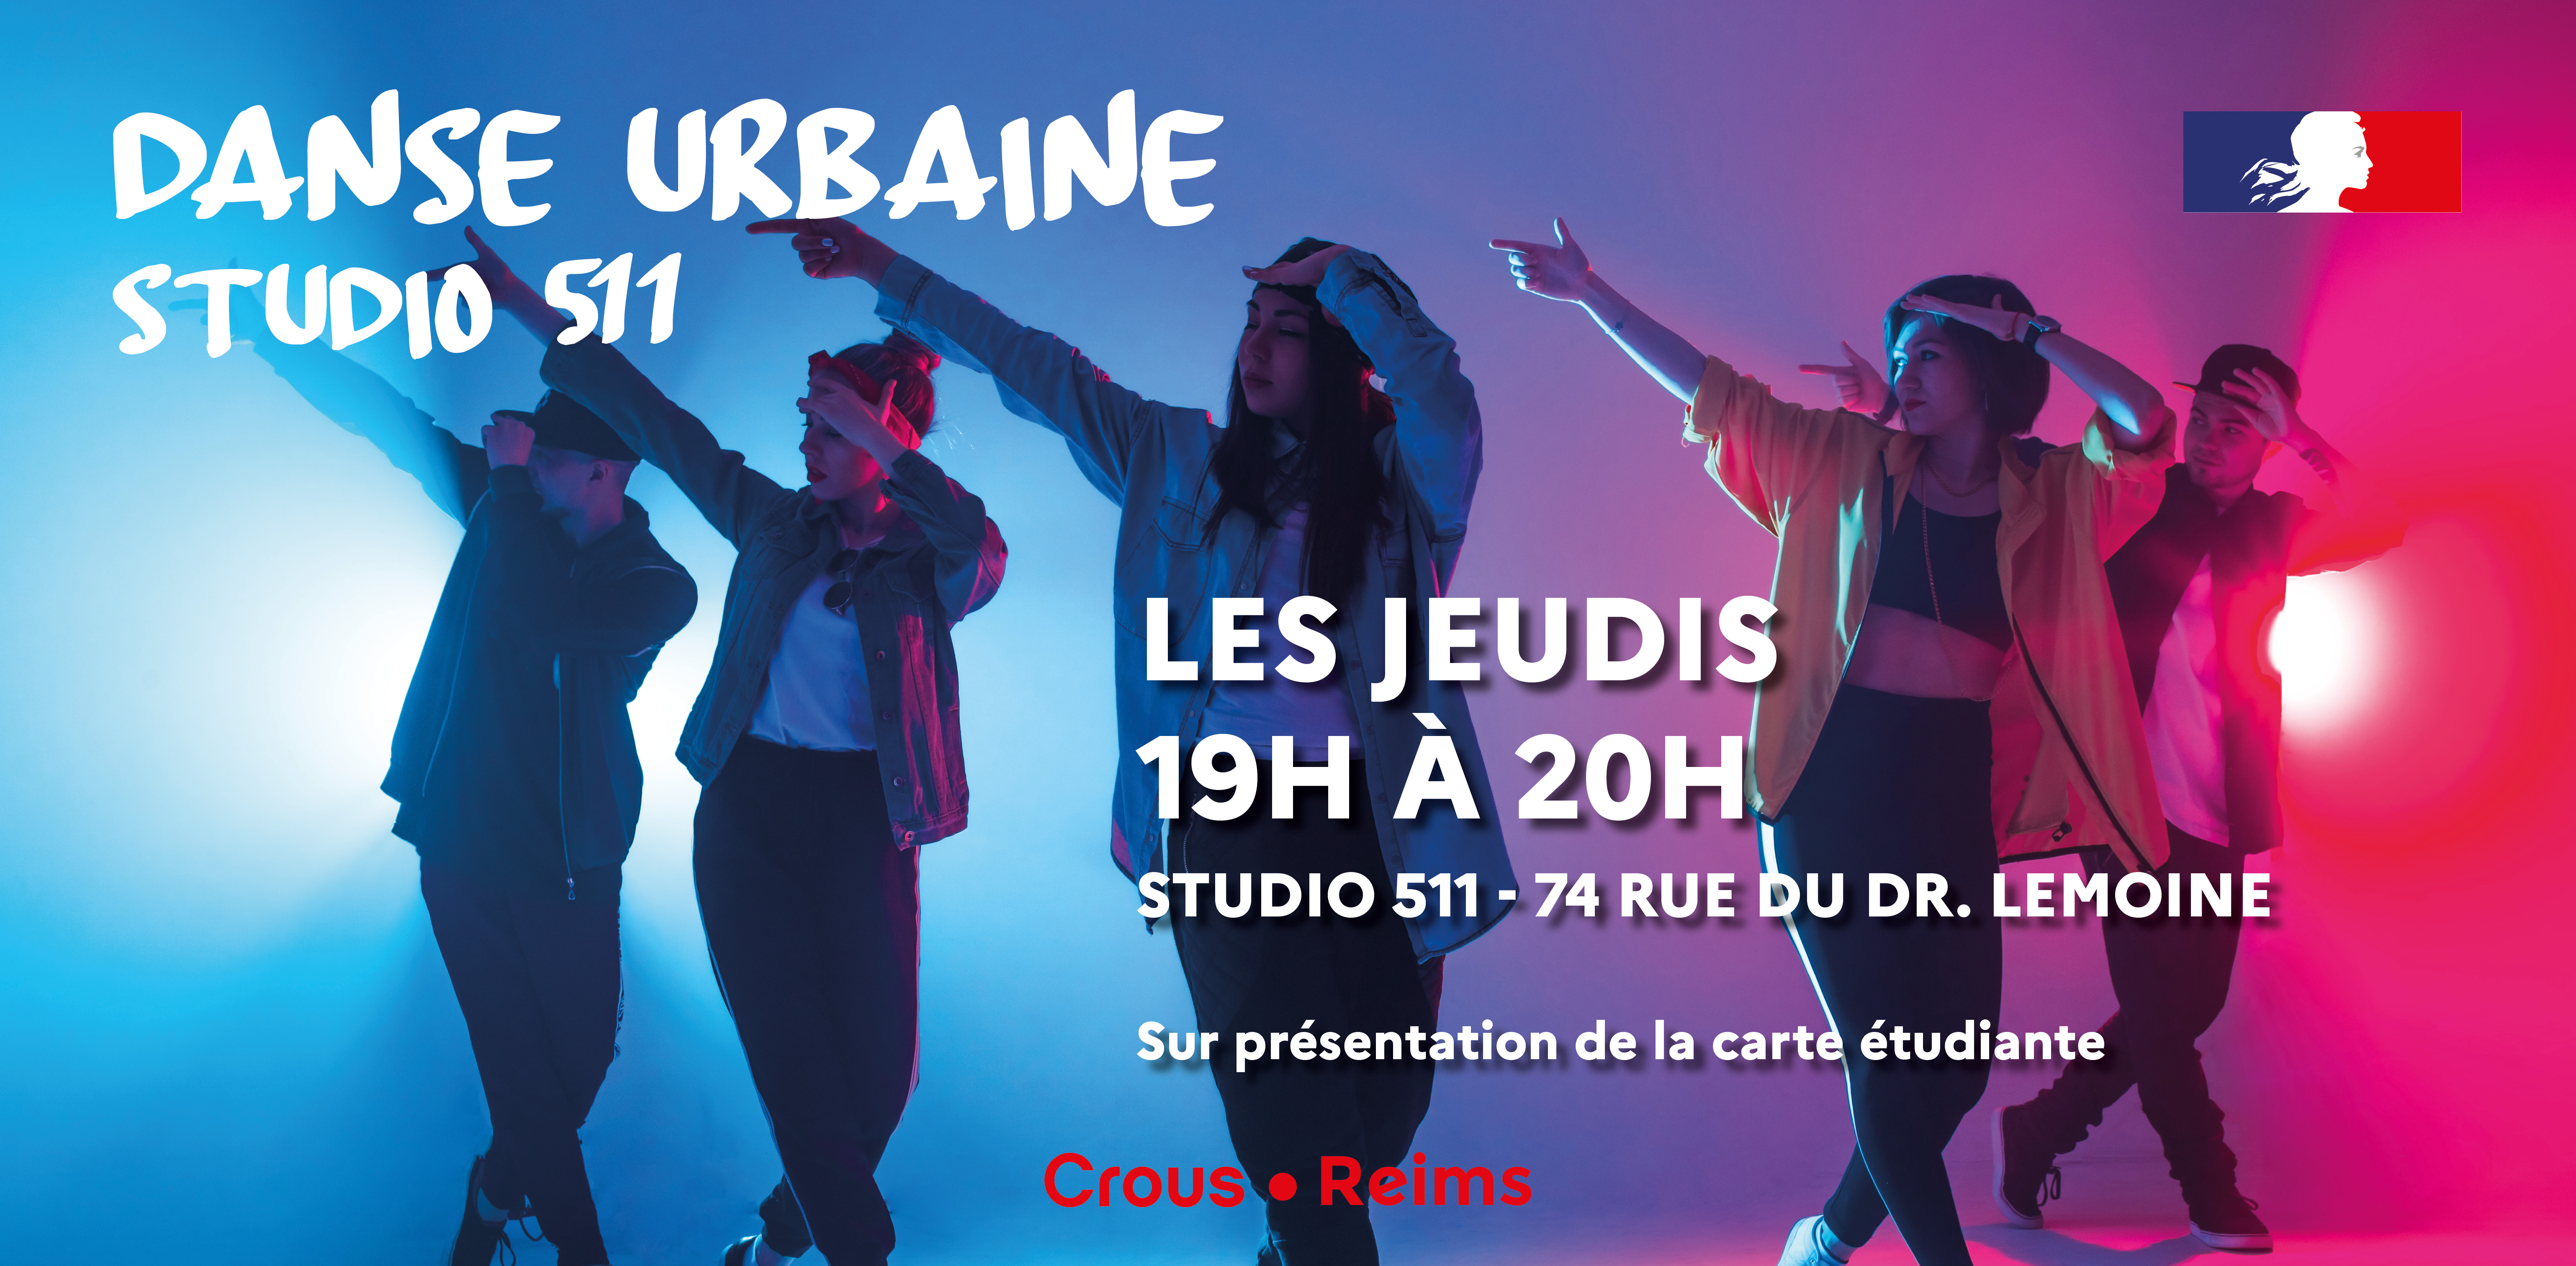 DANSE URBAINE
STUDIO 511
LES JEUDIS
19H À 20H
STUDIO 511 - 74 RUE DU DR. LEMOINE
Sur présentation de la carte étudiante
Crous • Reims